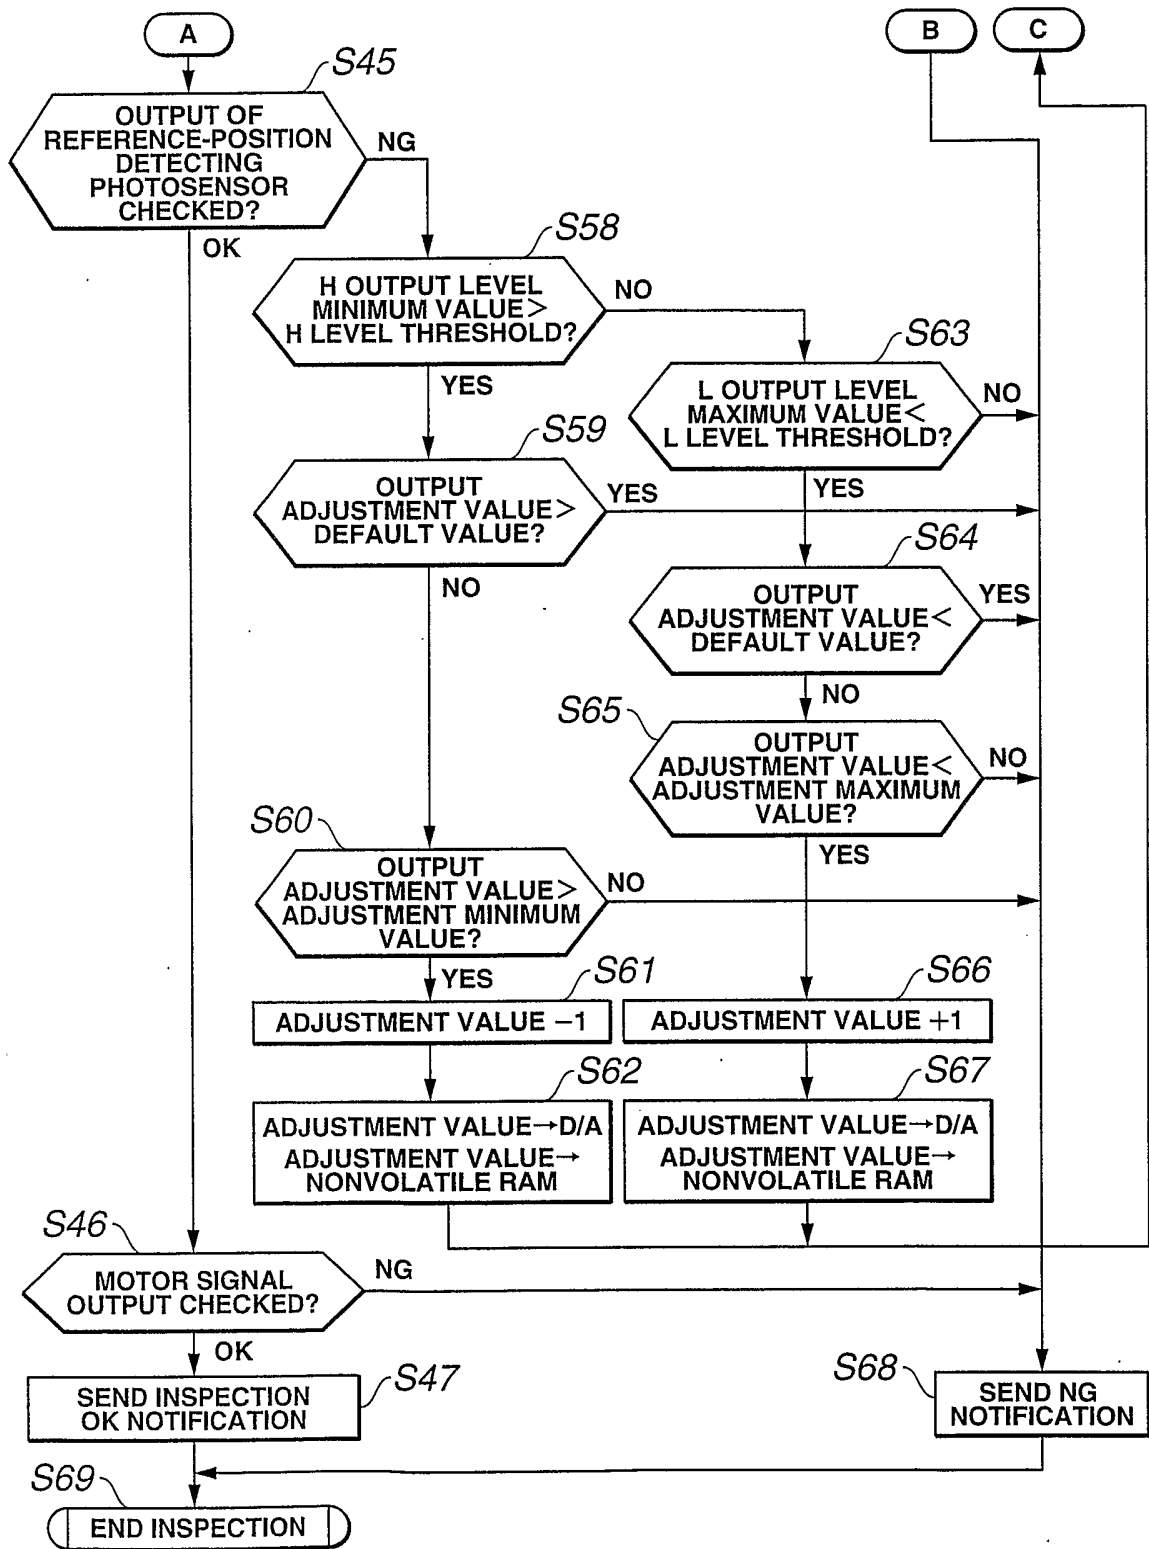 A
B
C
S45
OUTPUT OF
REFERENCE-POSITION
DETECTING
PHOTOSENSOR
CHECKED?
NG
OK
S58
H OUTPUT LEVEL
MINIMUM VALUE>
H LEVEL THRESHOLD?
NO
YES
S63
L OUTPUT LEVEL
MAXIMUM VALUE<
L LEVEL THRESHOLD?
NO
YES
S59
OUTPUT
ADJUSTMENT VALUE>
DEFAULT VALUE?
YES
NO
S64
OUTPUT
ADJUSTMENT VALUE<
DEFAULT VALUE?
YES
NO
S65
OUTPUT
ADJUSTMENT VALUE<
ADJUSTMENT MAXIMUM
VALUE?
NO
YES
S60
OUTPUT
ADJUSTMENT VALUE>
ADJUSTMENT MINIMUM
VALUE?
NO
YES
S61
ADJUSTMENT VALUE −1
S66
ADJUSTMENT VALUE +1
S62
ADJUSTMENT VALUE→D/A
ADJUSTMENT VALUE→
NONVOLATILE RAM
S67
ADJUSTMENT VALUE→D/A
ADJUSTMENT VALUE→
NONVOLATILE RAM
S46
MOTOR SIGNAL
OUTPUT CHECKED?
NG
OK
S47
SEND INSPECTION
OK NOTIFICATION
S68
SEND NG
NOTIFICATION
S69
END INSPECTION